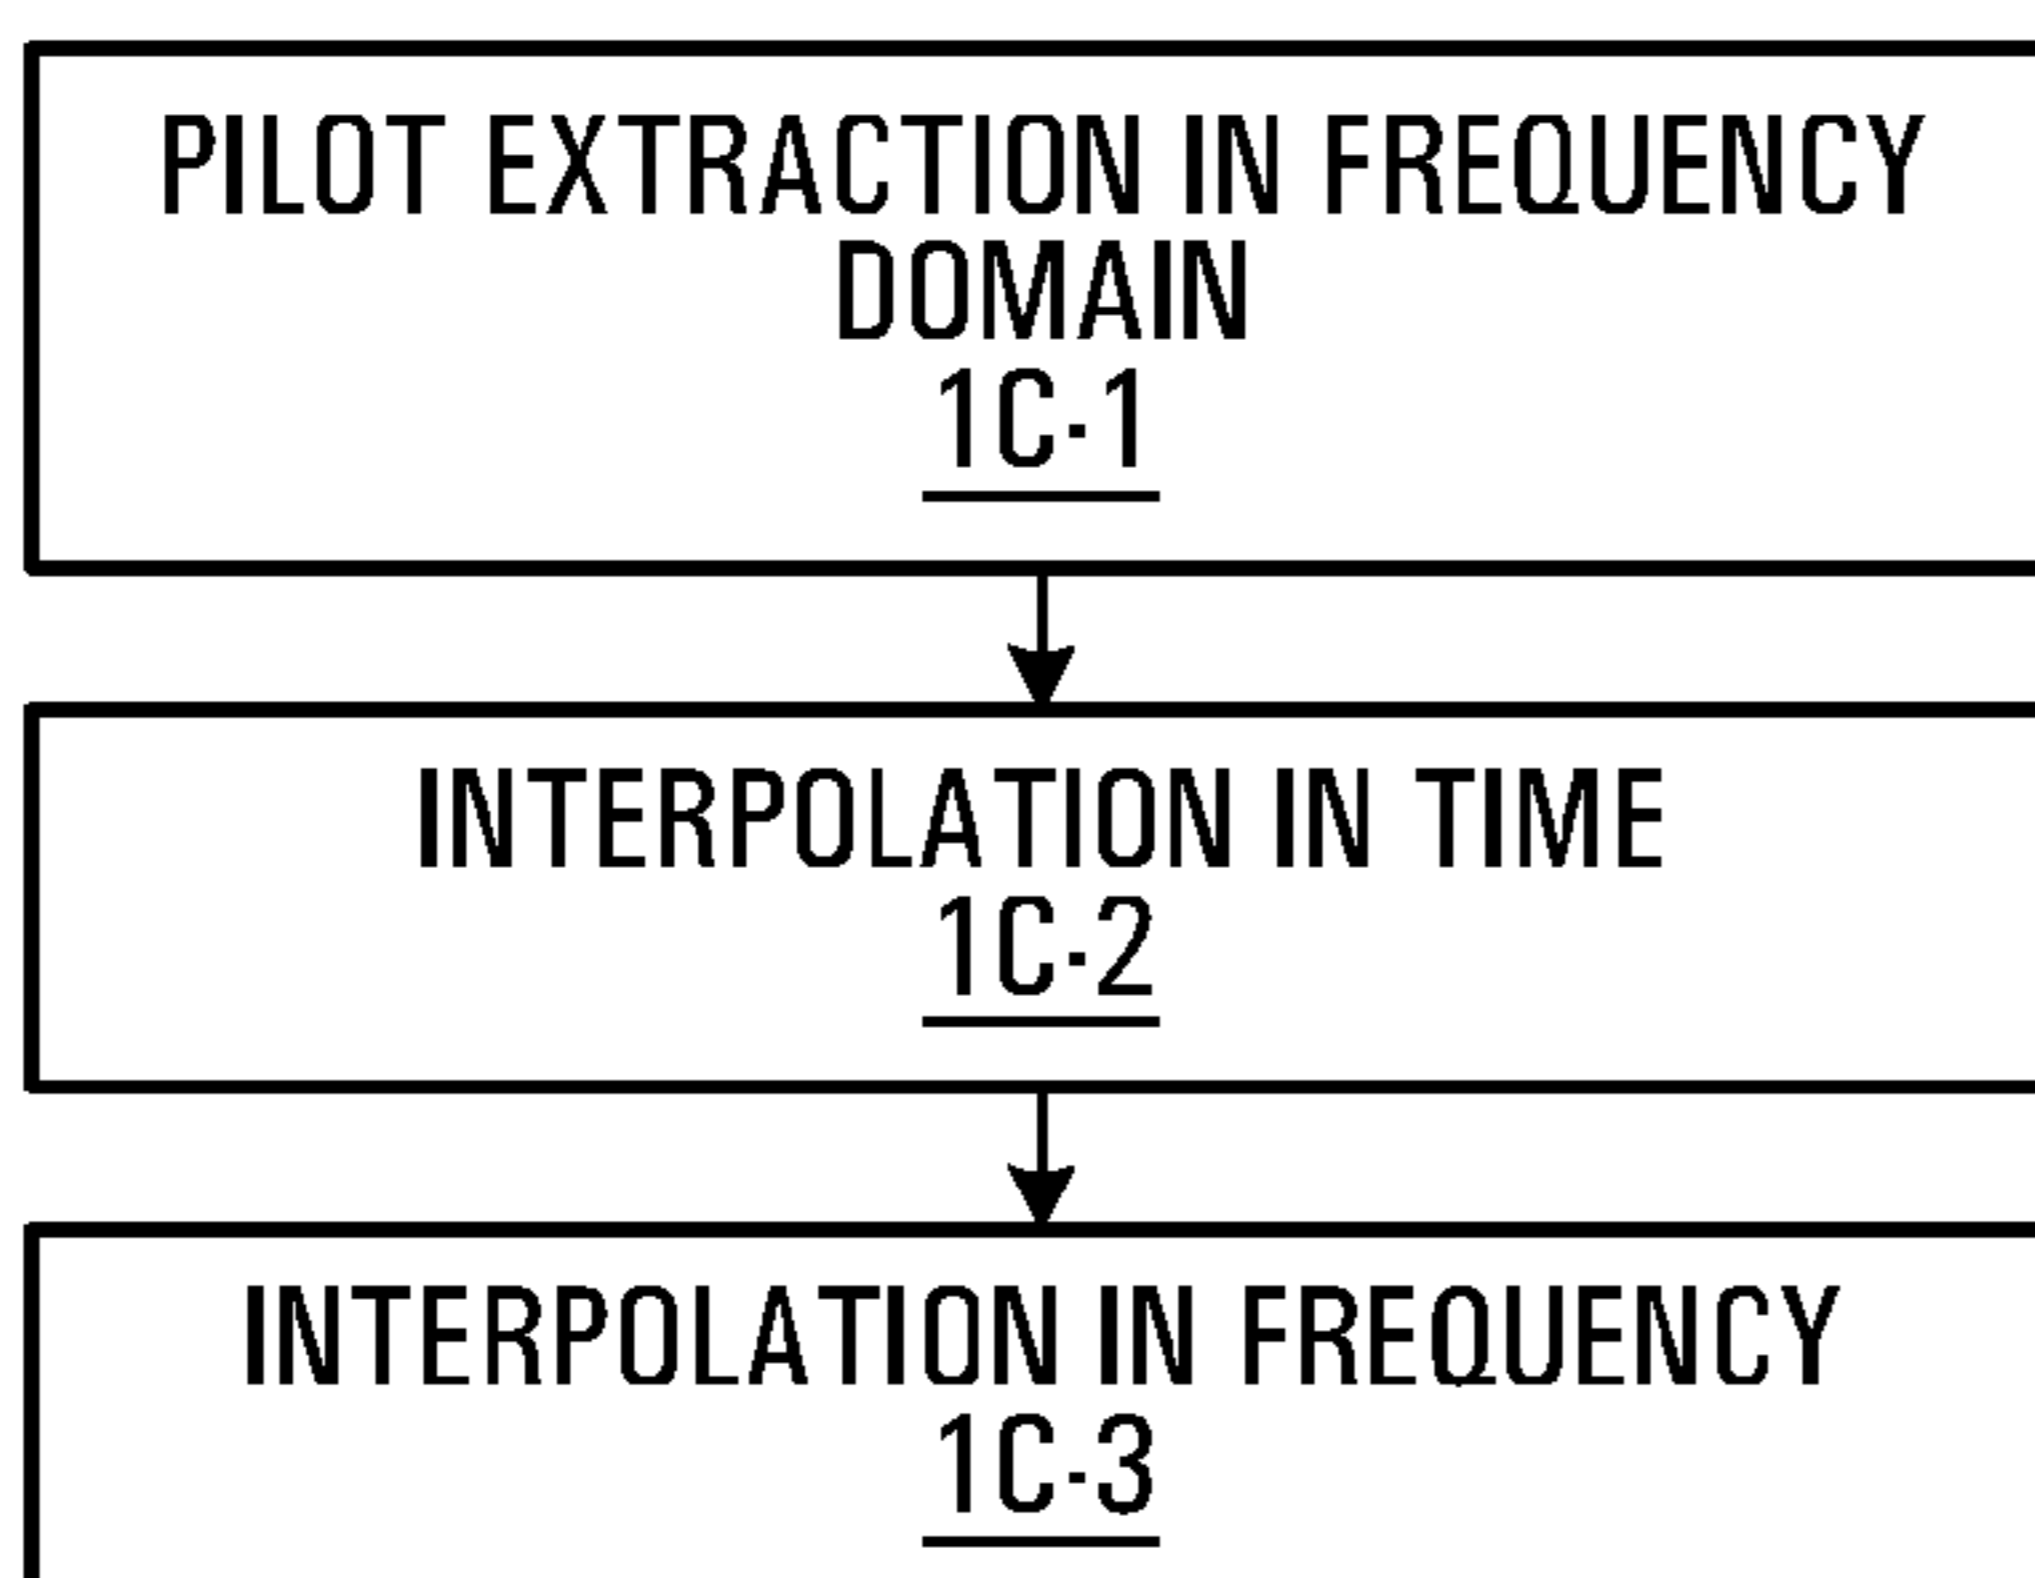 PILOT EXTRACTION IN FREQUENCY
DOMAIN
1C-1
INTERPOLATION IN TIME
1C-2
INTERPOLATION IN FREQUENCY
1C-3